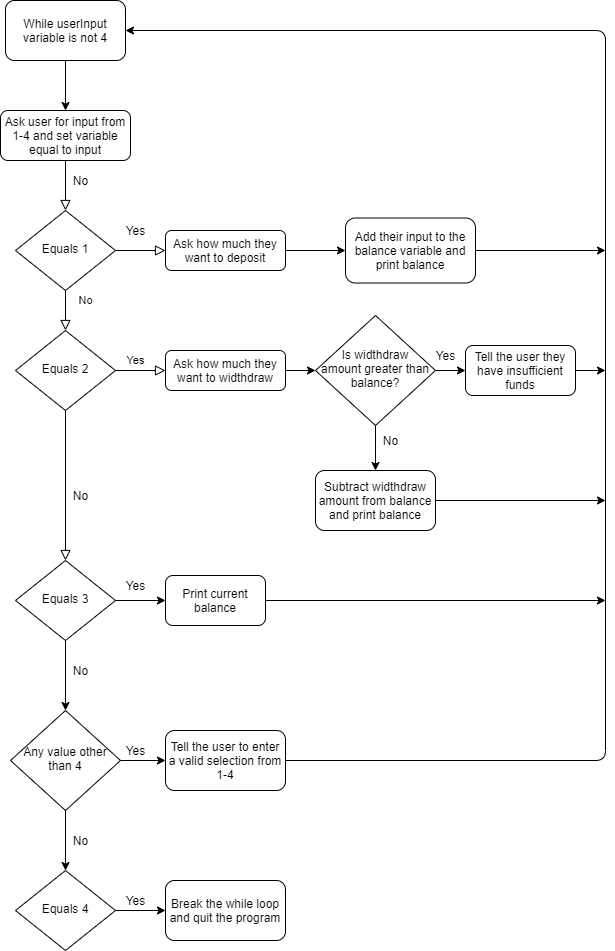 While userInput
variable is not 4
Ask user for input from
1-4 and set variable
equal to input
No
Equals 1
Yes
Ask how much they
want to deposit
Add their input to the
balance variable and
print balance
No
Equals 2
Yes
Ask how much they
want to widthdraw
Is widthdraw
amount greater than
balance?
Yes
Tell the user they
have insufficient
funds
No
Subtract widthdraw
amount from balance
and print balance
No
Equals 3
Yes
Print current
balance
No
Any value other
than 4
Yes
Tell the user to enter
a valid selection from
1-4
No
Equals 4
Yes
Break the while loop
and quit the program